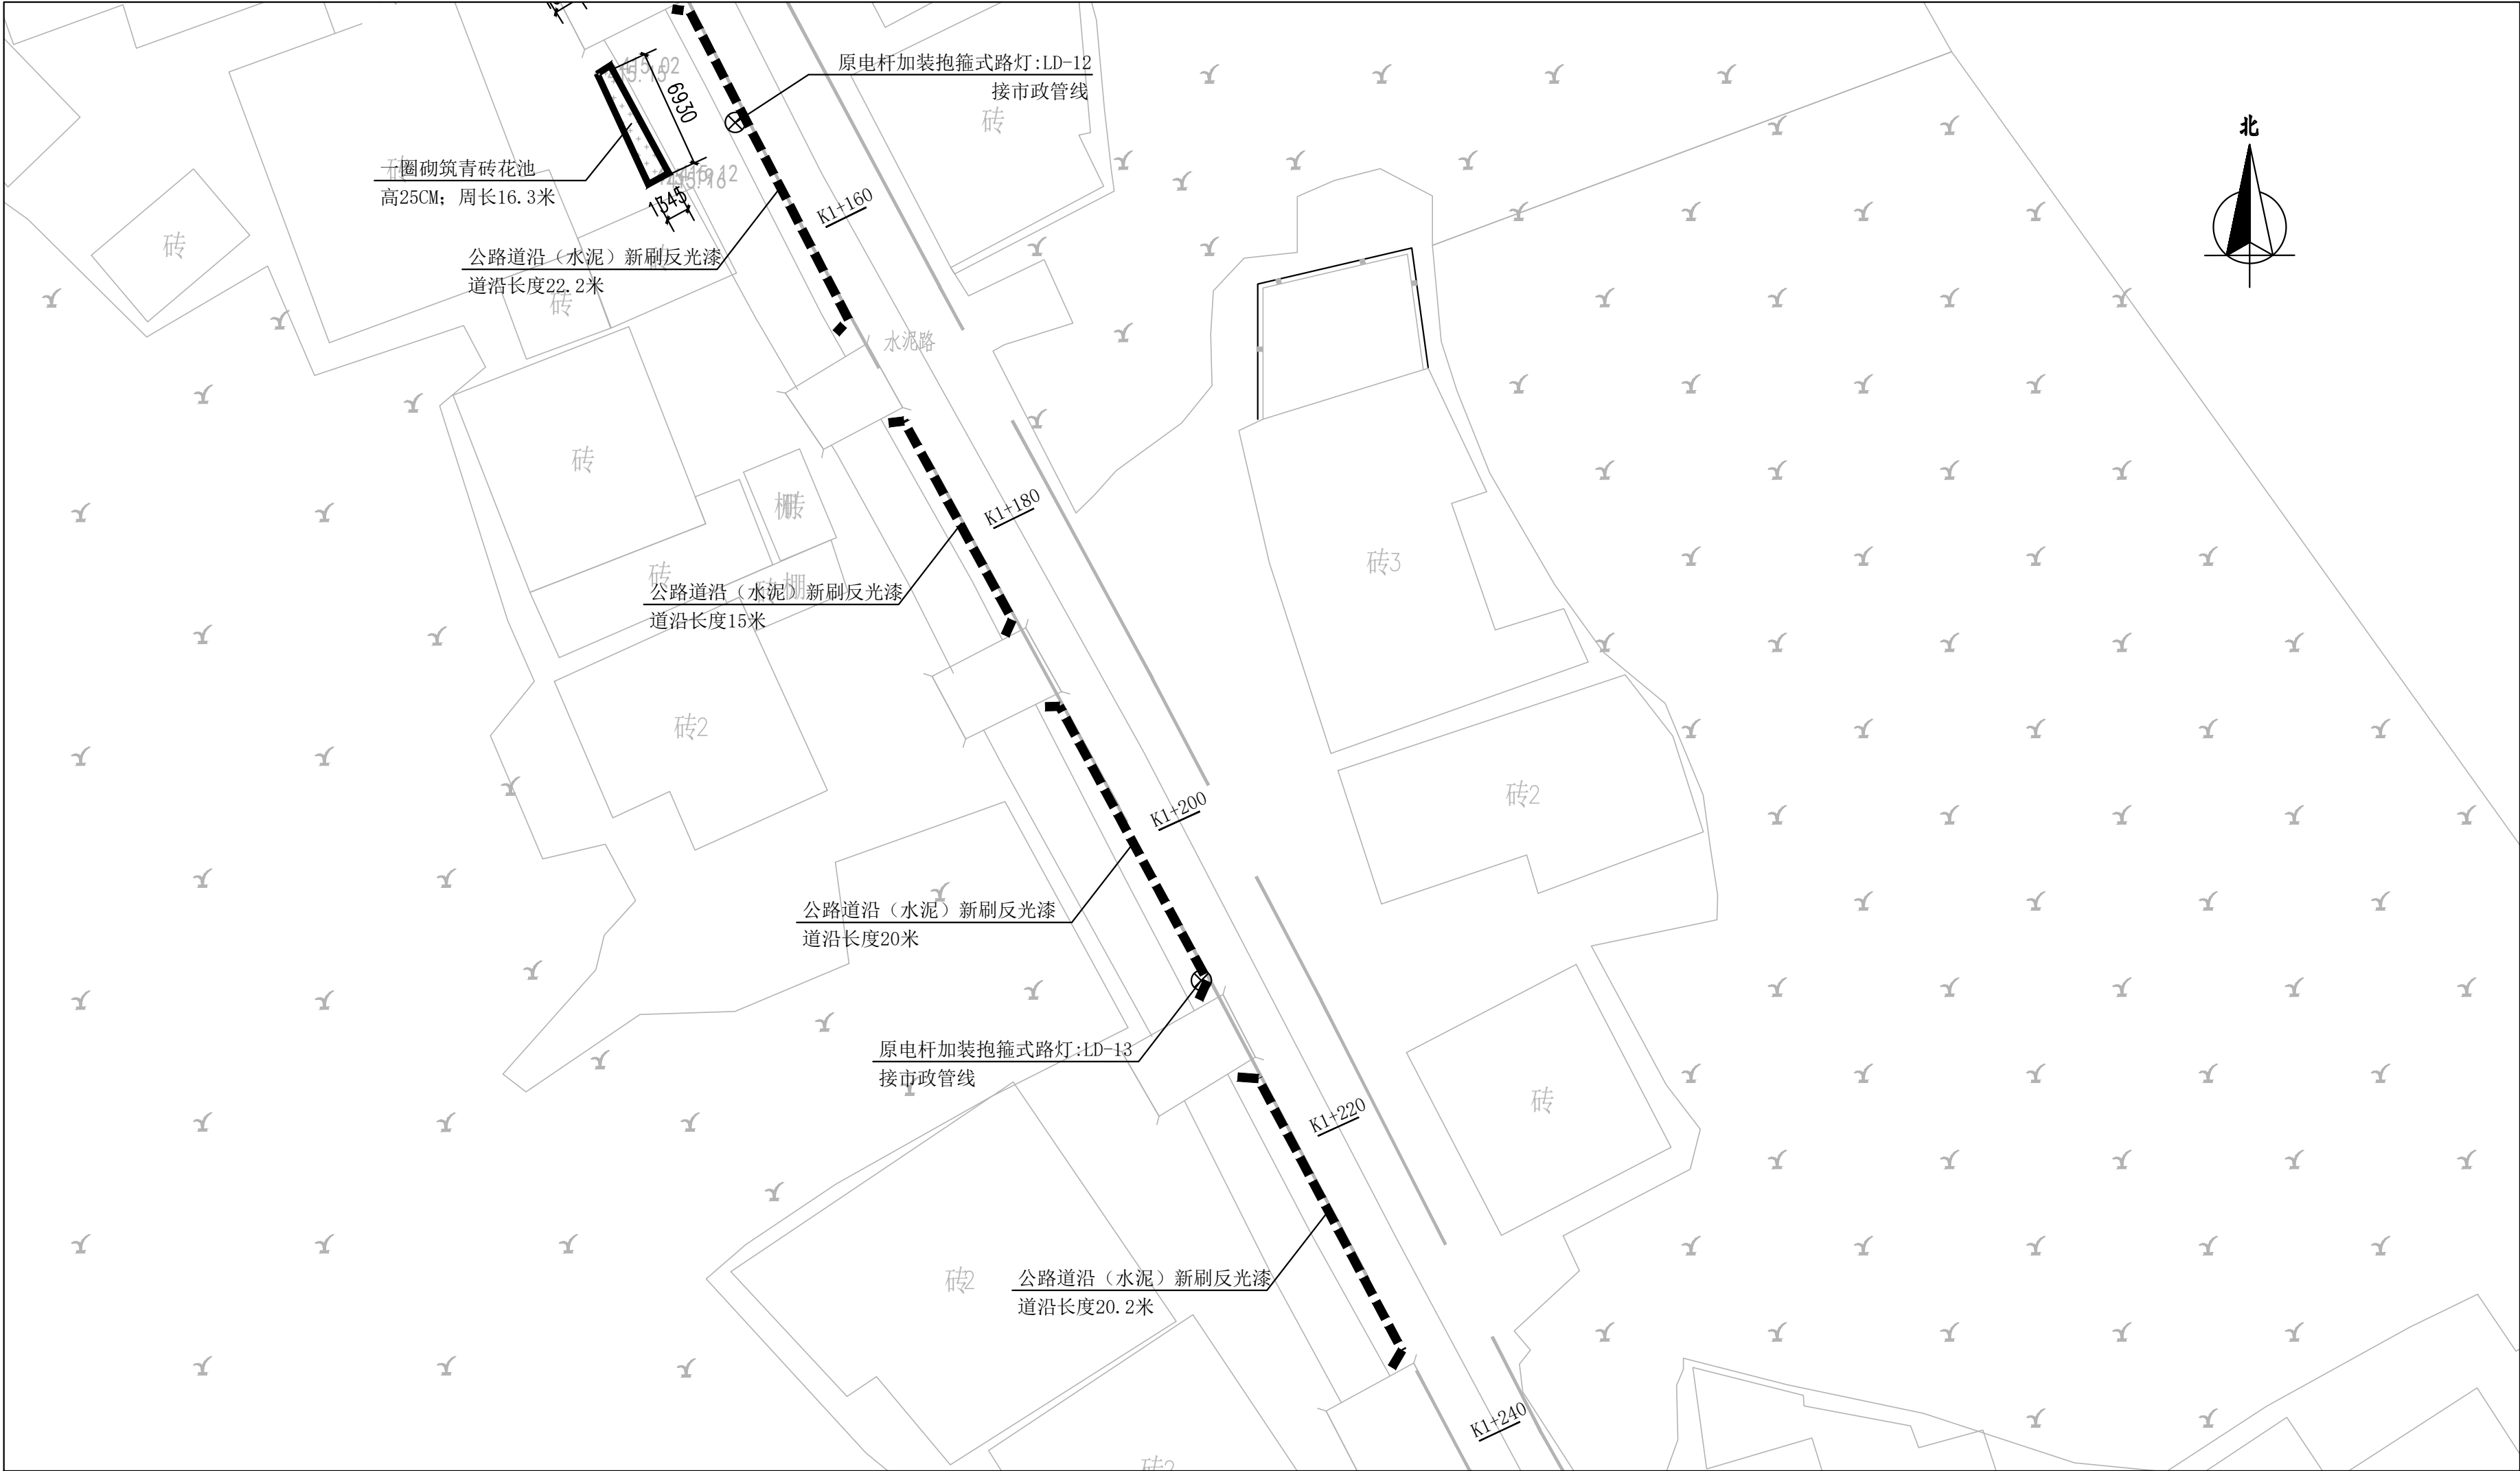 原电杆加装抱箍式路灯:LD-12
接市政管线
北
砖
6930
一圈砌筑青砖花池
高25CM；周长16.3米
1345
K1+160
砖
公路道沿（水泥）新刷反光漆
道沿长度22.2米
砖
水泥路
砖
K1+180
棚
砖
砖3
砖
棚
公路道沿（水泥）新刷反光漆
道沿长度15米
砖2
砖2
K1+200
公路道沿（水泥）新刷反光漆
道沿长度20米
原电杆加装抱箍式路灯:LD-13
接市政管线
砖
K1+220
砖2
公路道沿（水泥）新刷反光漆
道沿长度20.2米
K1+240
砖2